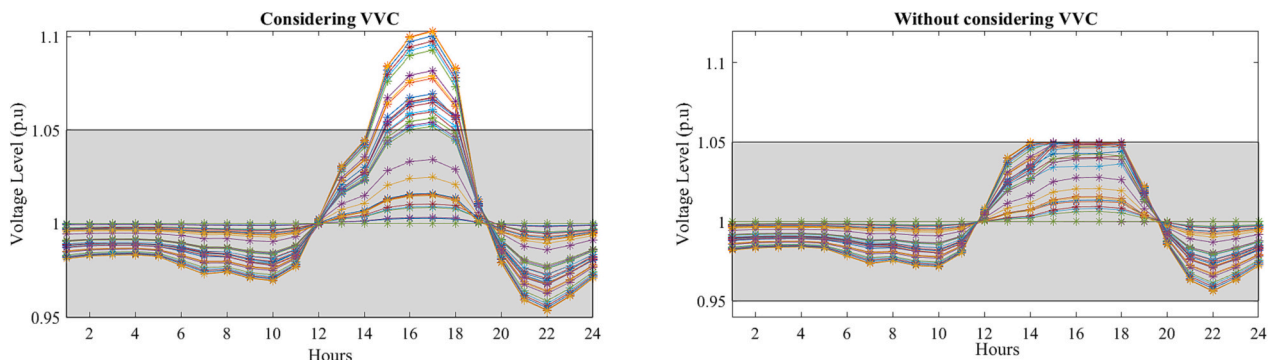 Considering VVC
Voltage Level (p.u)
1.1
1.05
1
0.95
2 4 6 8 10 12 14 16 18 20 22 24
Hours
Without considering VVC
Voltage Level (p.u)
1.1
1.05
1
0.95
2 4 6 8 10 12 14 16 18 20 22 24
Hours